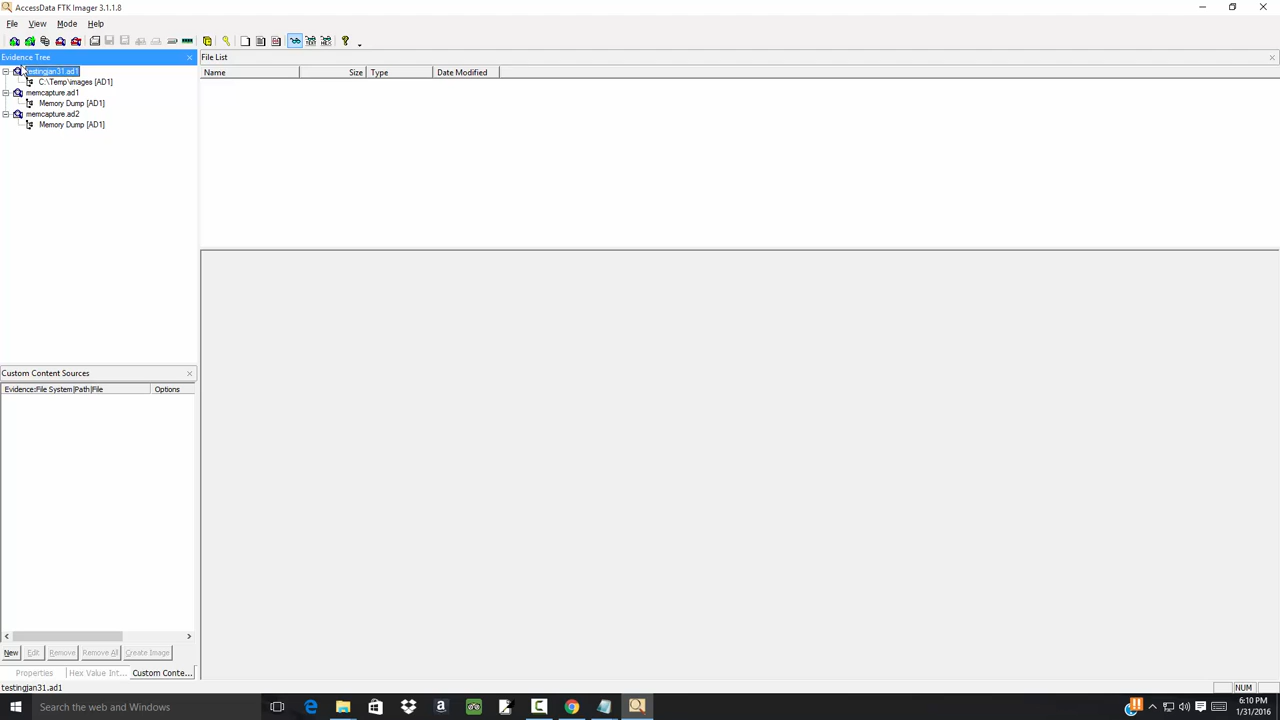 AccessData FTK Imager 3.1.1.8
File View Mode Help
Evidence Tree
testingjan31.ad1
C:\Temp\images [AD1]
memcapture.ad1
Memory Dump [AD1]
memcapture.ad2
Memory Dump [AD1]
File List
Name Size Type Date Modified
Custom Content Sources
Evidence:File System|Path|File Options
New Edit Remove Remove All Create Image
Properties Hex Value Int... Custom Conte...
testingjan31.ad1
NUM
Search the web and Windows
6:10 PM
1/31/2016